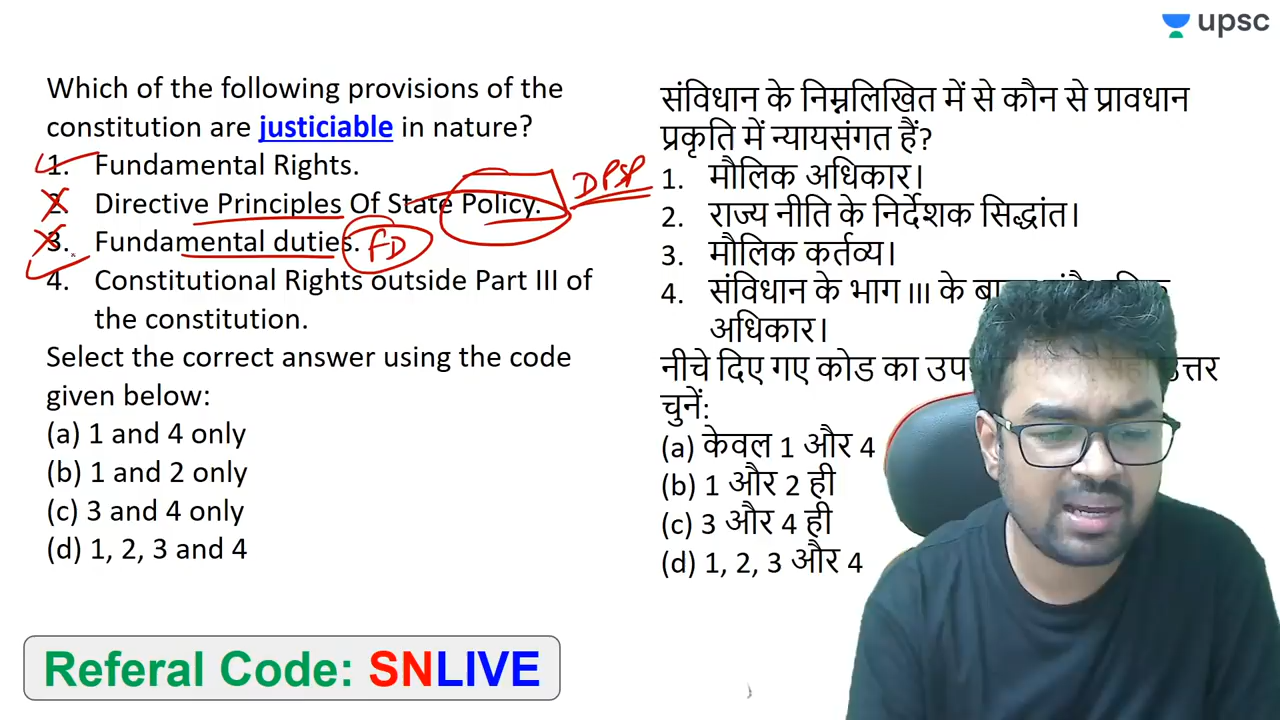 upsc
Which of the following provisions of the
constitution are justiciable in nature?
1. Fundamental Rights.
2. Directive Principles Of State Policy. DPSP
3. Fundamental duties. FD
4. Constitutional Rights outside Part III of
the constitution.
Select the correct answer using the code
given below:
(a) 1 and 4 only
(b) 1 and 2 only
(c) 3 and 4 only
(d) 1, 2, 3 and 4
संविधान के निम्नलिखित में से कौन से प्रावधान
प्रकृति में न्यायसंगत हैं?
1. मौलिक अधिकार।
2. राज्य नीति के निर्देशक सिद्धांत।
3. मौलिक कर्तव्य।
4. संविधान के भाग III के
अधिकार।
नीचे दिए गए कोड का
चुनें:
(a) केवल 1 और 4
(b) 1 और 2 ही
(c) 3 और 4 ही
(d) 1, 2, 3 और 4
Referal Code: SNLIVE